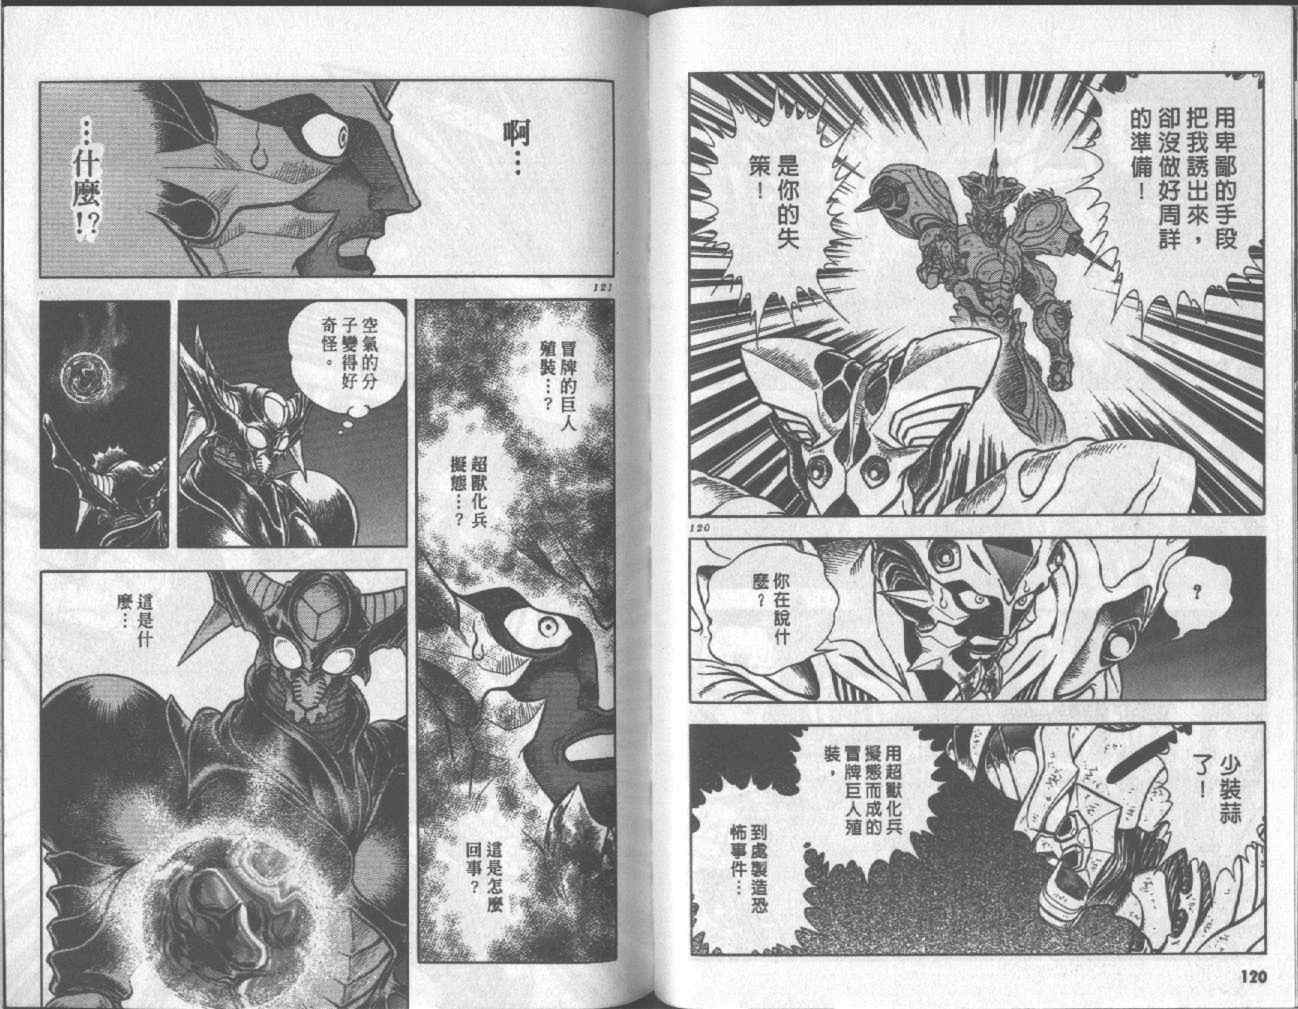 用卑鄙的手段
把我誘出來，
卻沒做好周詳
的準備！
是你的失
策！
120
？
你在說什
麼？
少裝蒜
了！
用超獸化兵
擬態而成的
冒牌巨人殖
裝，
到處製造恐
怖事件…
120
啊…
…什麼!?
121
冒牌的巨人
殖裝…？
超獸化兵
擬態…？
這是怎麼
回事？
空氣的分
子變得好
奇怪。
這是什
麼…